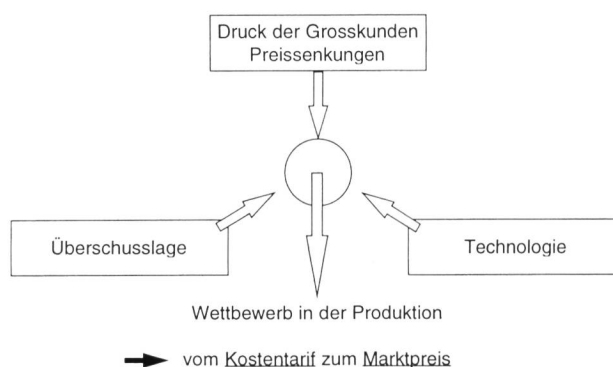 Druck der Grosskunden
Preissenkungen
Überschusslage
Technologie
Wettbewerb in der Produktion
vom Kostentarif zum Marktpreis